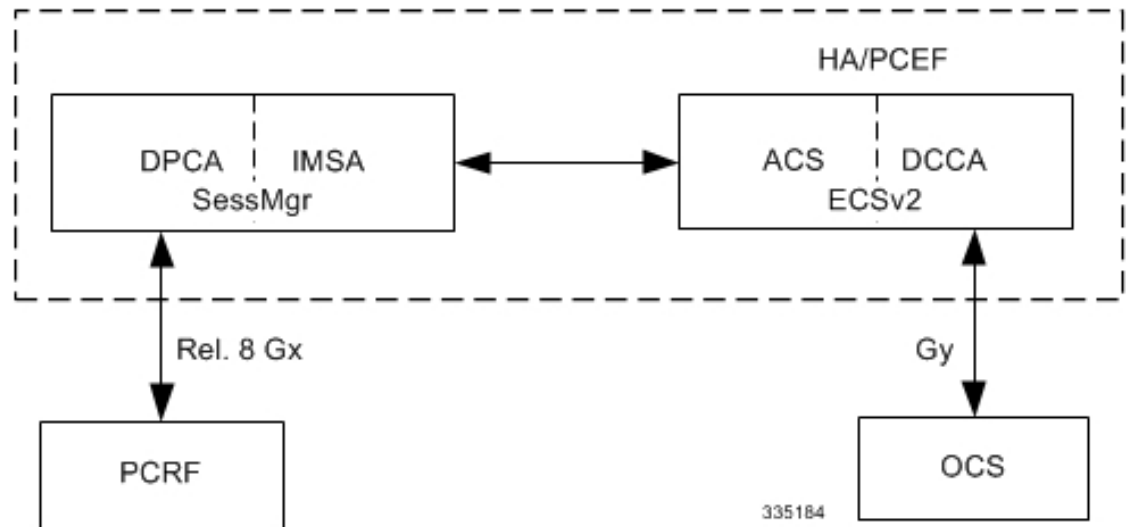 HA/PCEF
DPCA IMSA
SessMgr
ACS DCCA
ECSv2
Rel. 8 Gx
Gy
PCRF
OCS
335184